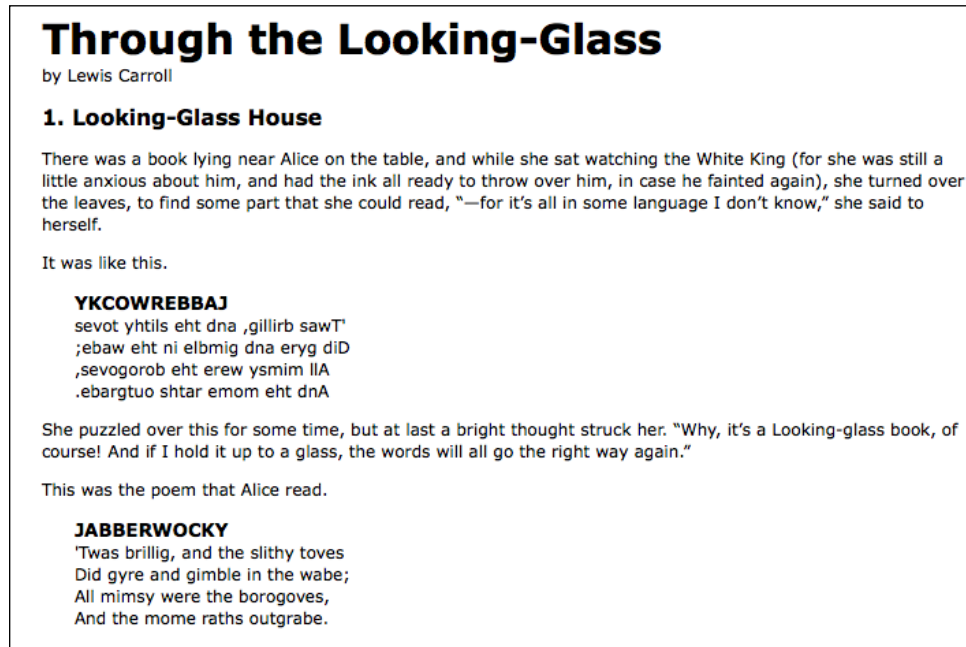 Through the Looking-Glass
by Lewis Carroll
1. Looking-Glass House
There was a book lying near Alice on the table, and while she sat watching the White King (for she was still a
little anxious about him, and had the ink all ready to throw over him, in case he fainted again), she turned over
the leaves, to find some part that she could read, “—for it’s all in some language I don’t know,” she said to
herself.
It was like this.
YKCOWREBBAJ
sevot yhtils eht dna ,gillirb sawT'
;ebaw eht ni elbmig dna eryg diD
,sevogorob eht erew ysmim llA
.ebargtuo shtar emom eht dnA
She puzzled over this for some time, but at last a bright thought struck her. “Why, it’s a Looking-glass book, of
course! And if I hold it up to a glass, the words will all go the right way again.”
This was the poem that Alice read.
JABBERWOCKY
'Twas brillig, and the slithy toves
Did gyre and gimble in the wabe;
All mimsy were the borogoves,
And the mome raths outgrabe.